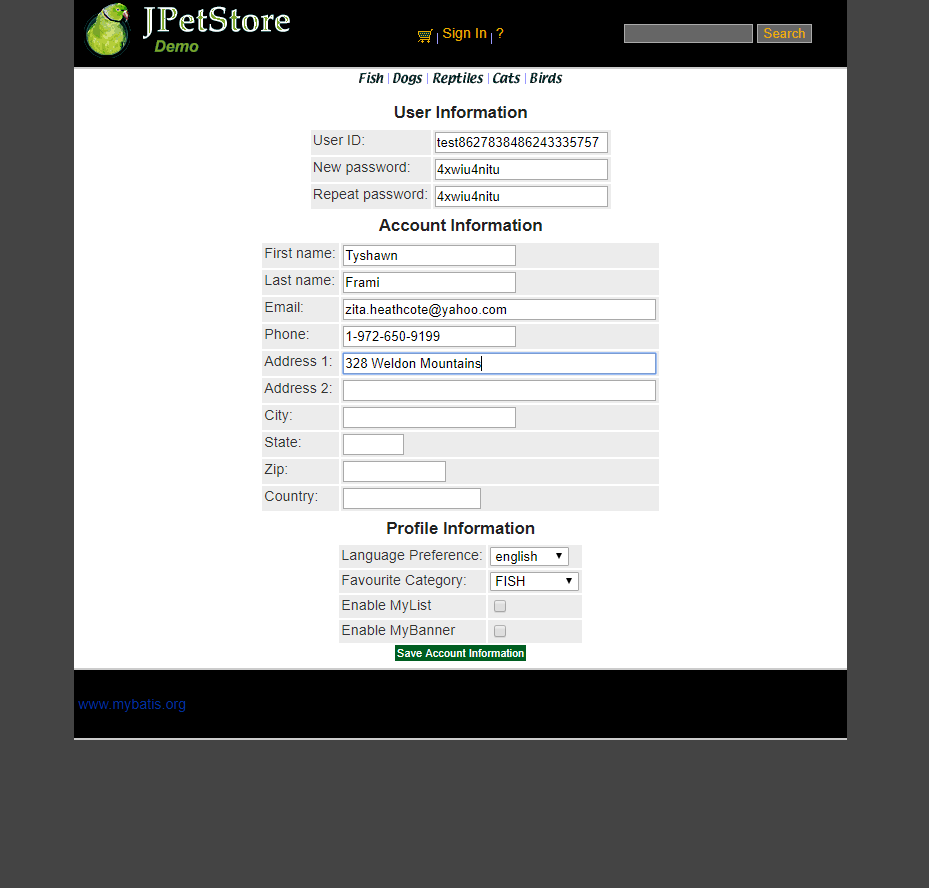 JPetStore
Demo
Sign In | ?
Search
Fish | Dogs | Reptiles | Cats | Birds
User Information
User ID: test8627838486243335757
New password: 4xwiu4nitu
Repeat password: 4xwiu4nitu
Account Information
First name: Tyshawn
Last name: Frami
Email: zita.heathcote@yahoo.com
Phone: 1-972-650-9199
Address 1: 328 Weldon Mountains
Address 2:
City:
State:
Zip:
Country:
Profile Information
Language Preference: english
Favourite Category: FISH
Enable MyList
Enable MyBanner
Save Account Information
www.mybatis.org